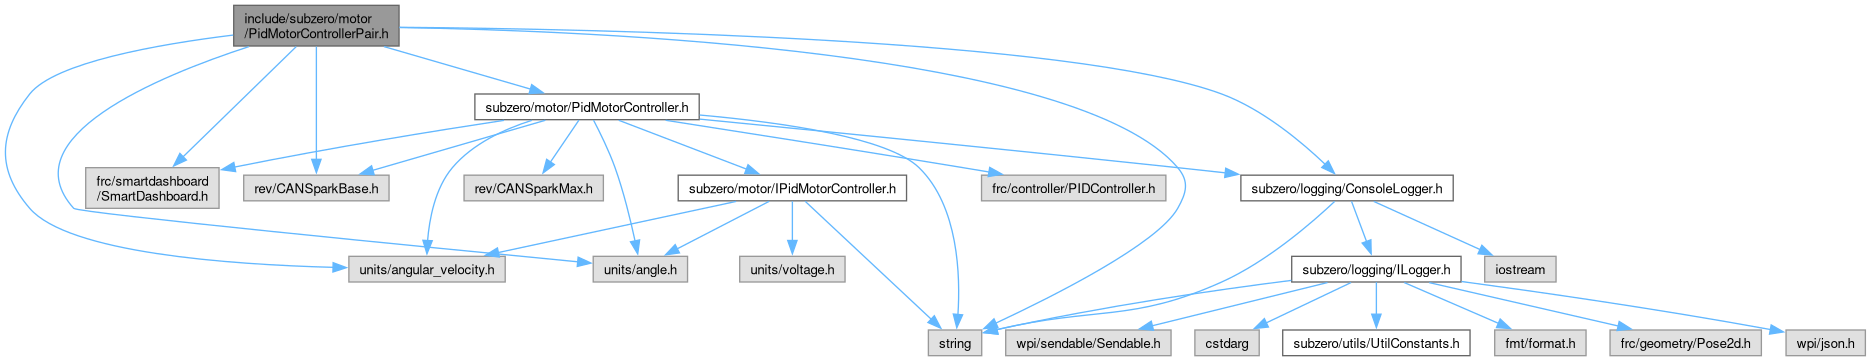 include/subzero/motor
/PidMotorControllerPair.h
subzero/motor/PidMotorController.h
frc/smartdashboard
/SmartDashboard.h
rev/CANSparkBase.h
rev/CANSparkMax.h
subzero/motor/IPidMotorController.h
frc/controller/PIDController.h
subzero/logging/ConsoleLogger.h
units/angular_velocity.h
units/angle.h
units/voltage.h
subzero/logging/ILogger.h
iostream
string
wpi/sendable/Sendable.h
cstdarg
subzero/utils/UtilConstants.h
fmt/format.h
frc/geometry/Pose2d.h
wpi/json.h